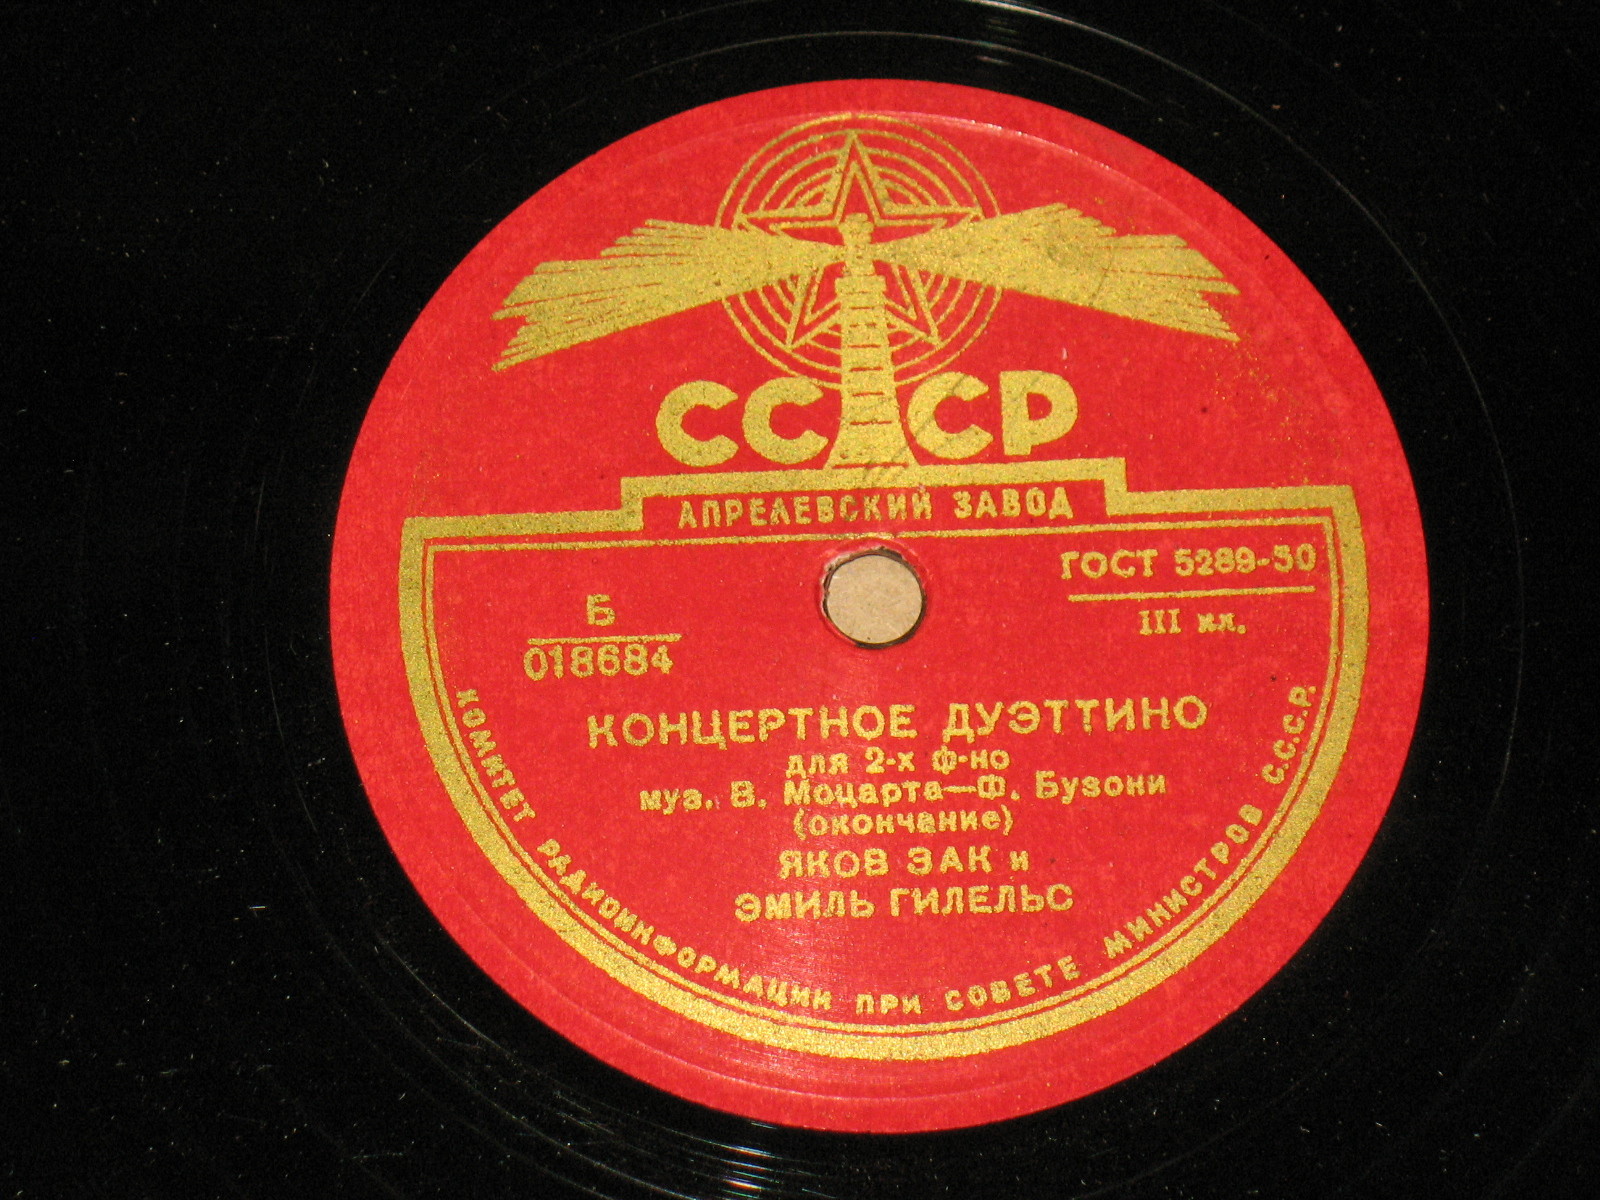 СССР
АПРЕЛЕВСКИЙ ЗАВОД
ГОСТ 5289-50
III кл.
Б
018684
КОНЦЕРТНОЕ ДУЭТТИНО
для 2-х ф-но
муз. В. Моцарта—Ф. Бузони
(окончание)
ЯКОВ ЗАК и
ЭМИЛЬ ГИЛЕЛЬС
КОМИТЕТ РАДИОИНФОРМАЦИИ ПРИ СОВЕТЕ МИНИСТРОВ С.С.С.Р.